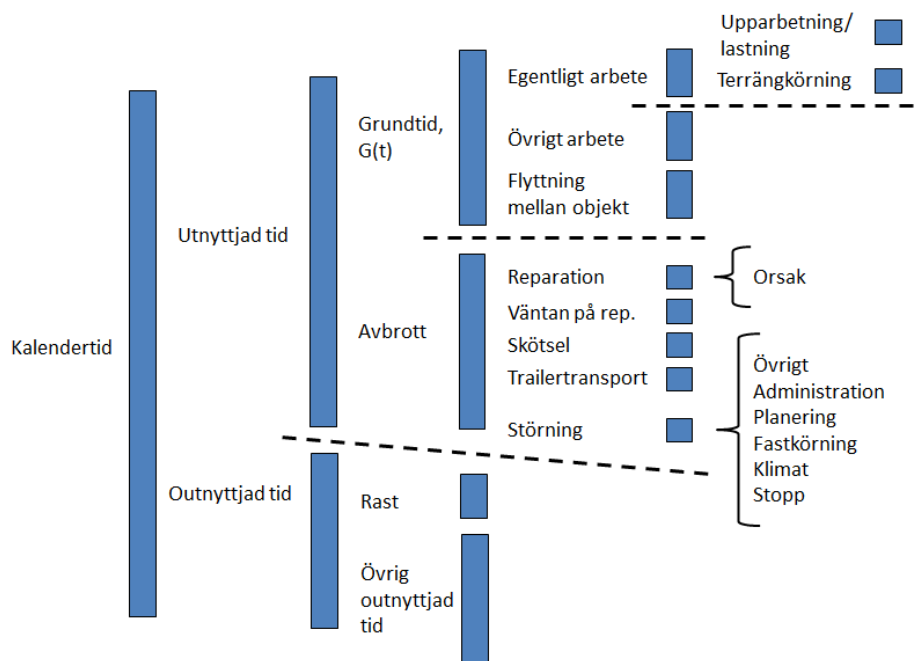 Kalendertid
Utnyttjad tid
Outnyttjad tid
Grundtid,
G(t)
Avbrott
Rast
Övrig
outnyttjad
tid
Egentligt arbete
Övrigt arbete
Flyttning
mellan objekt
Reparation
Väntan på rep.
Skötsel
Trailertransport
Störning
Upparbetning/
lastning
Terrängkörning
Orsak
Övrigt
Administration
Planering
Fastkörning
Klimat
Stopp